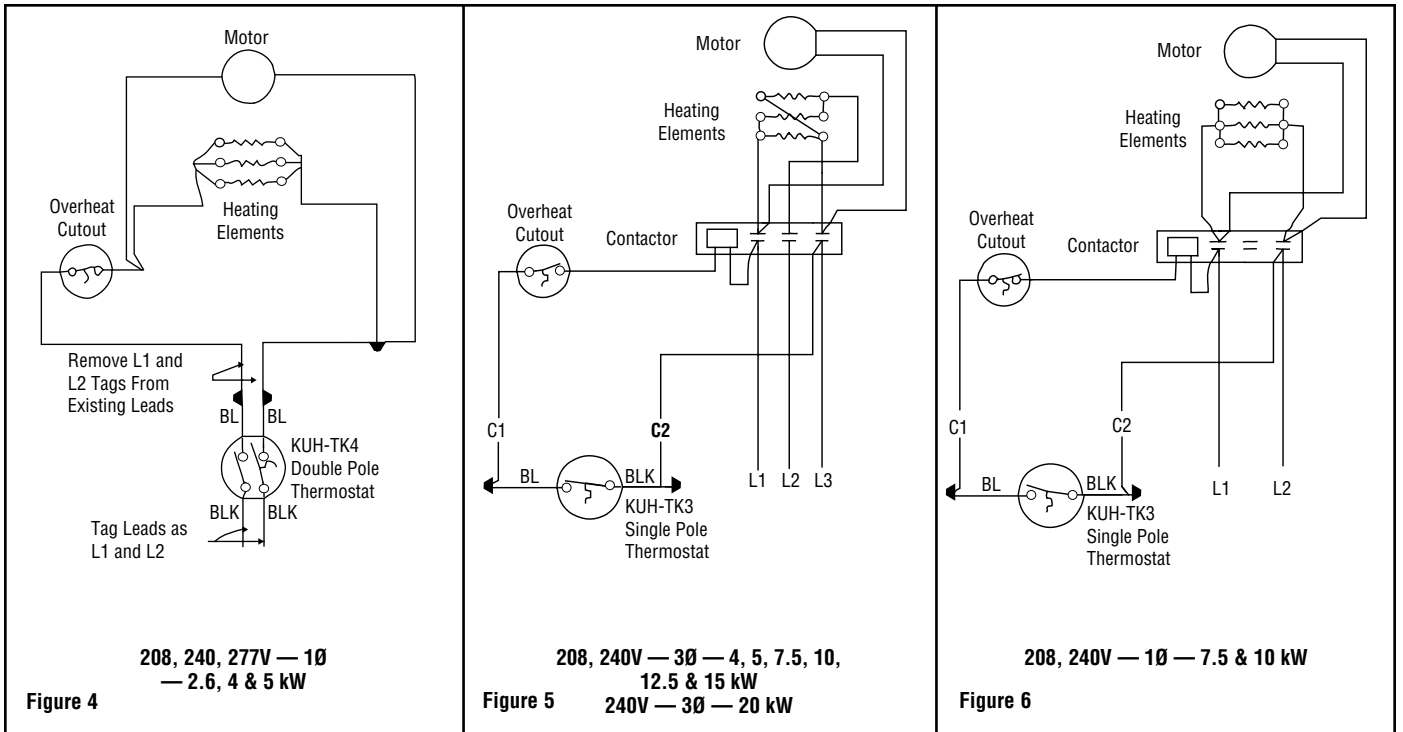 Motor
Heating
Elements
Overheat
Cutout
Remove L1 and
L2 Tags From
Existing Leads
BL
BL
KUH-TK4
Double Pole
Thermostat
BLK
BLK
Tag Leads as
L1 and L2
208, 240, 277V — 1Ø
— 2.6, 4 & 5 kW
Figure 4
Motor
Heating
Elements
Overheat
Cutout
Contactor
C1
C2
BL
BLK
L1
L2
L3
KUH-TK3
Single Pole
Thermostat
208, 240V — 3Ø — 4, 5, 7.5, 10,
12.5 & 15 kW
240V — 3Ø — 20 kW
Figure 5
Motor
Heating
Elements
Overheat
Cutout
Contactor
C1
C2
BL
BLK
L1
L2
KUH-TK3
Single Pole
Thermostat
208, 240V — 1Ø — 7.5 & 10 kW
Figure 6